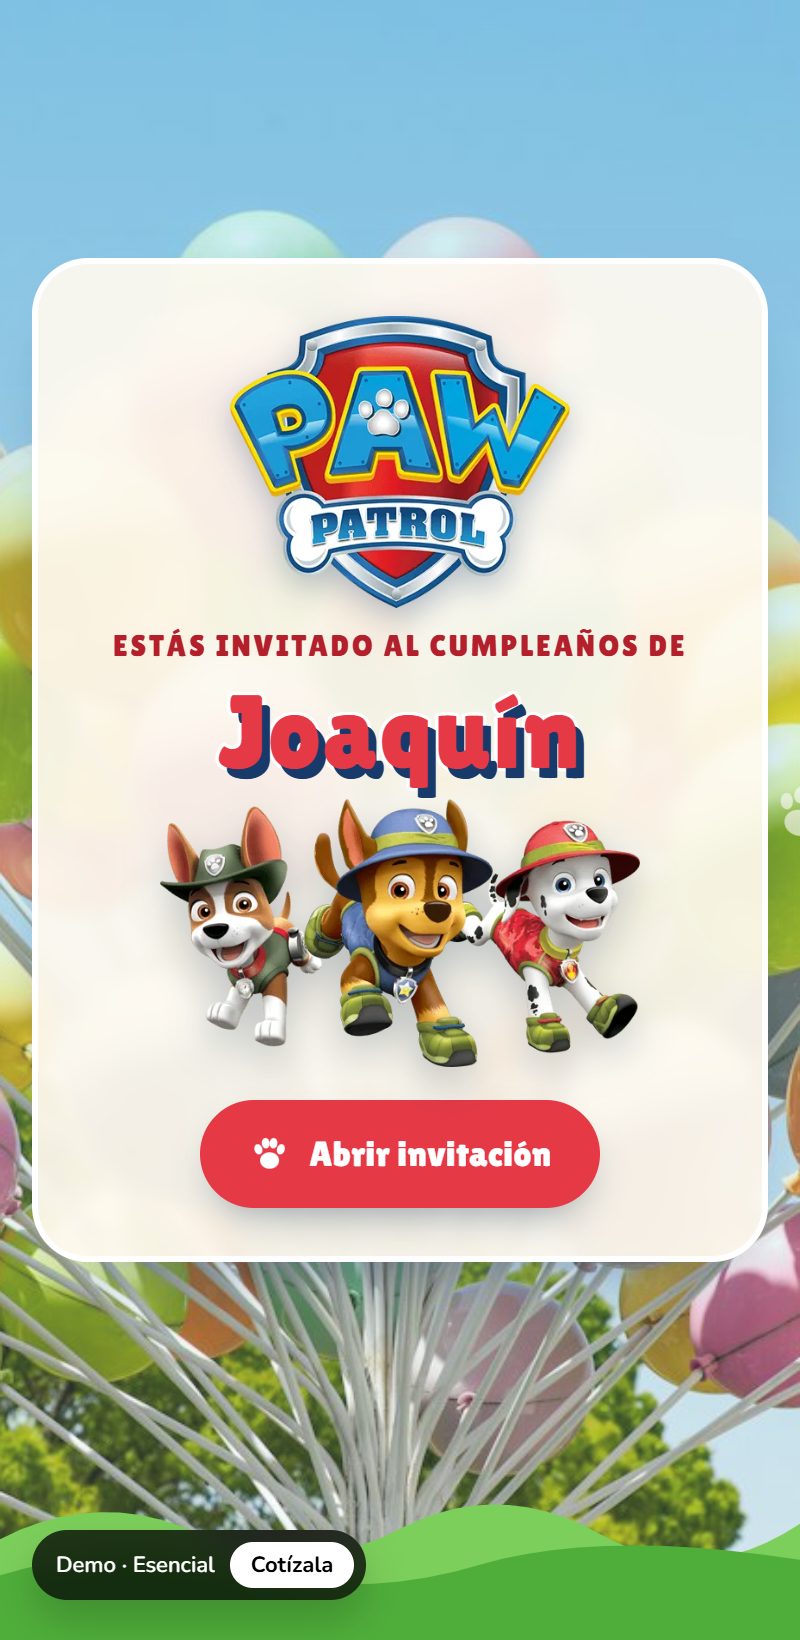 PAW
PATROL
ESTÁS INVITADO AL CUMPLEAÑOS DE
Joaquín
Abrir invitación
Demo · Esencial Cotízala